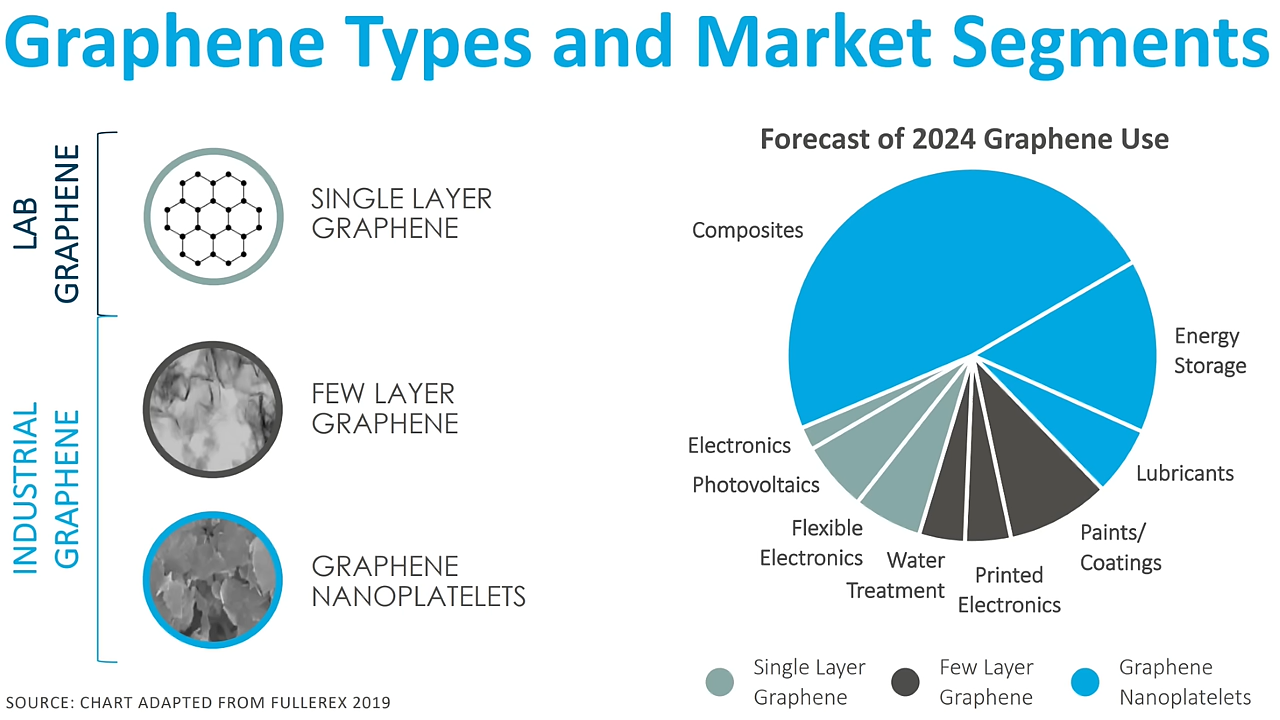 Graphene Types and Market Segments
LAB
GRAPHENE
SINGLE LAYER
GRAPHENE
INDUSTRIAL
GRAPHENE
FEW LAYER
GRAPHENE
GRAPHENE
NANOPLATELETS
SOURCE: CHART ADAPTED FROM FULLEREX 2019
Forecast of 2024 Graphene Use
Composites
Energy
Storage
Lubricants
Paints/
Coatings
Printed
Electronics
Water
Treatment
Flexible
Electronics
Photovoltaics
Electronics
Single Layer
Graphene
Few Layer
Graphene
Graphene
Nanoplatelets